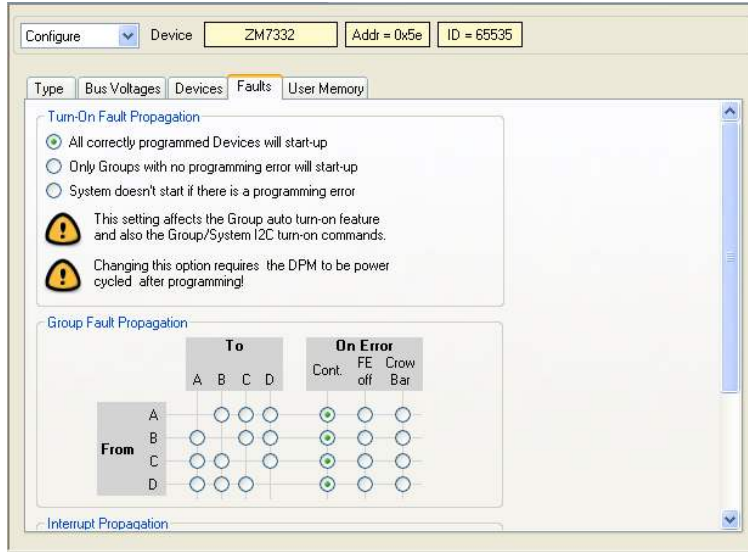 Configure Device ZM7332 Addr = 0x5e ID = 65535
Type Bus Voltages Devices Faults User Memory
Turn-On Fault Propagation
All correctly programmed Devices will start-up
Only Groups with no programming error will start-up
System doesn't start if there is a programming error
This setting affects the Group auto turn-on feature
and also the Group/System I2C turn-on commands.
Changing this option requires the DPM to be power
cycled after programming!
Group Fault Propagation
To On Error
A B C D Cont. FE off Crow Bar
From
A
B
C
D
Interrupt Propagation